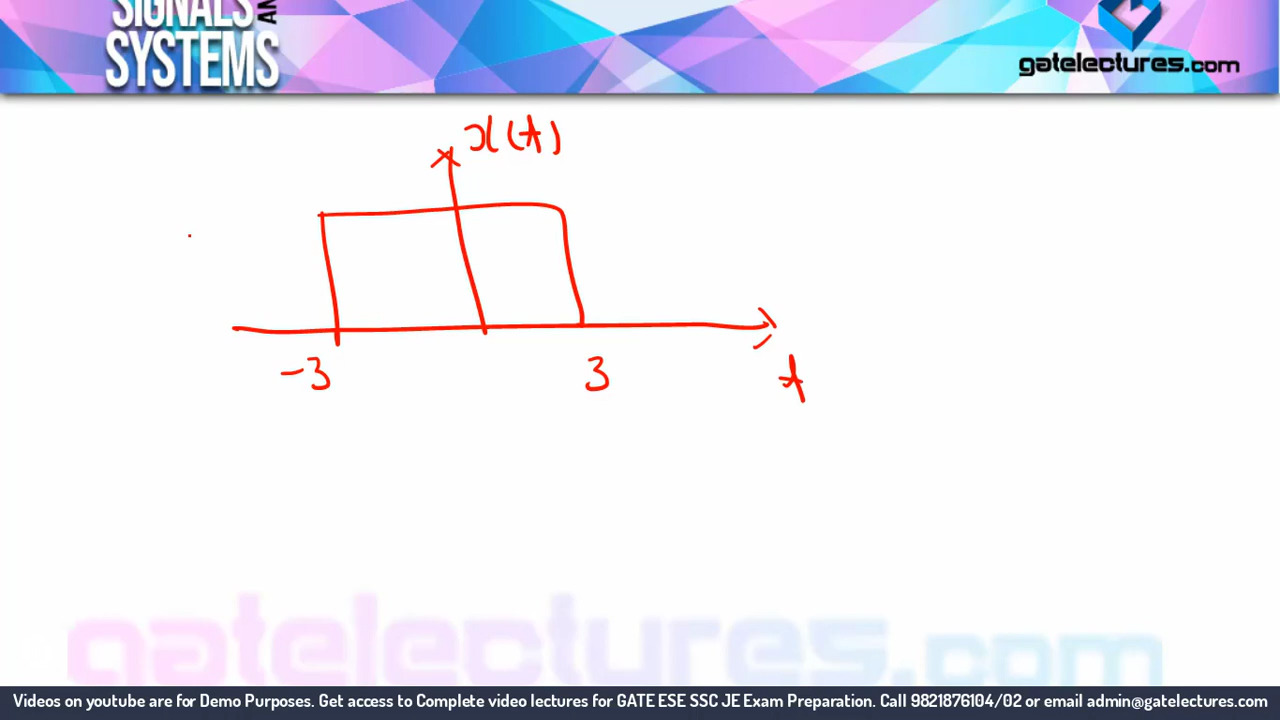 SIGNALS AND
SYSTEMS
gatelectures.com
x(t)
-3
3
t
gatelectures.com
Videos on youtube are for Demo Purposes. Get access to Complete video lectures for GATE ESE SSC JE Exam Preparation. Call 9821876104/02 or email admin@gatelectures.com